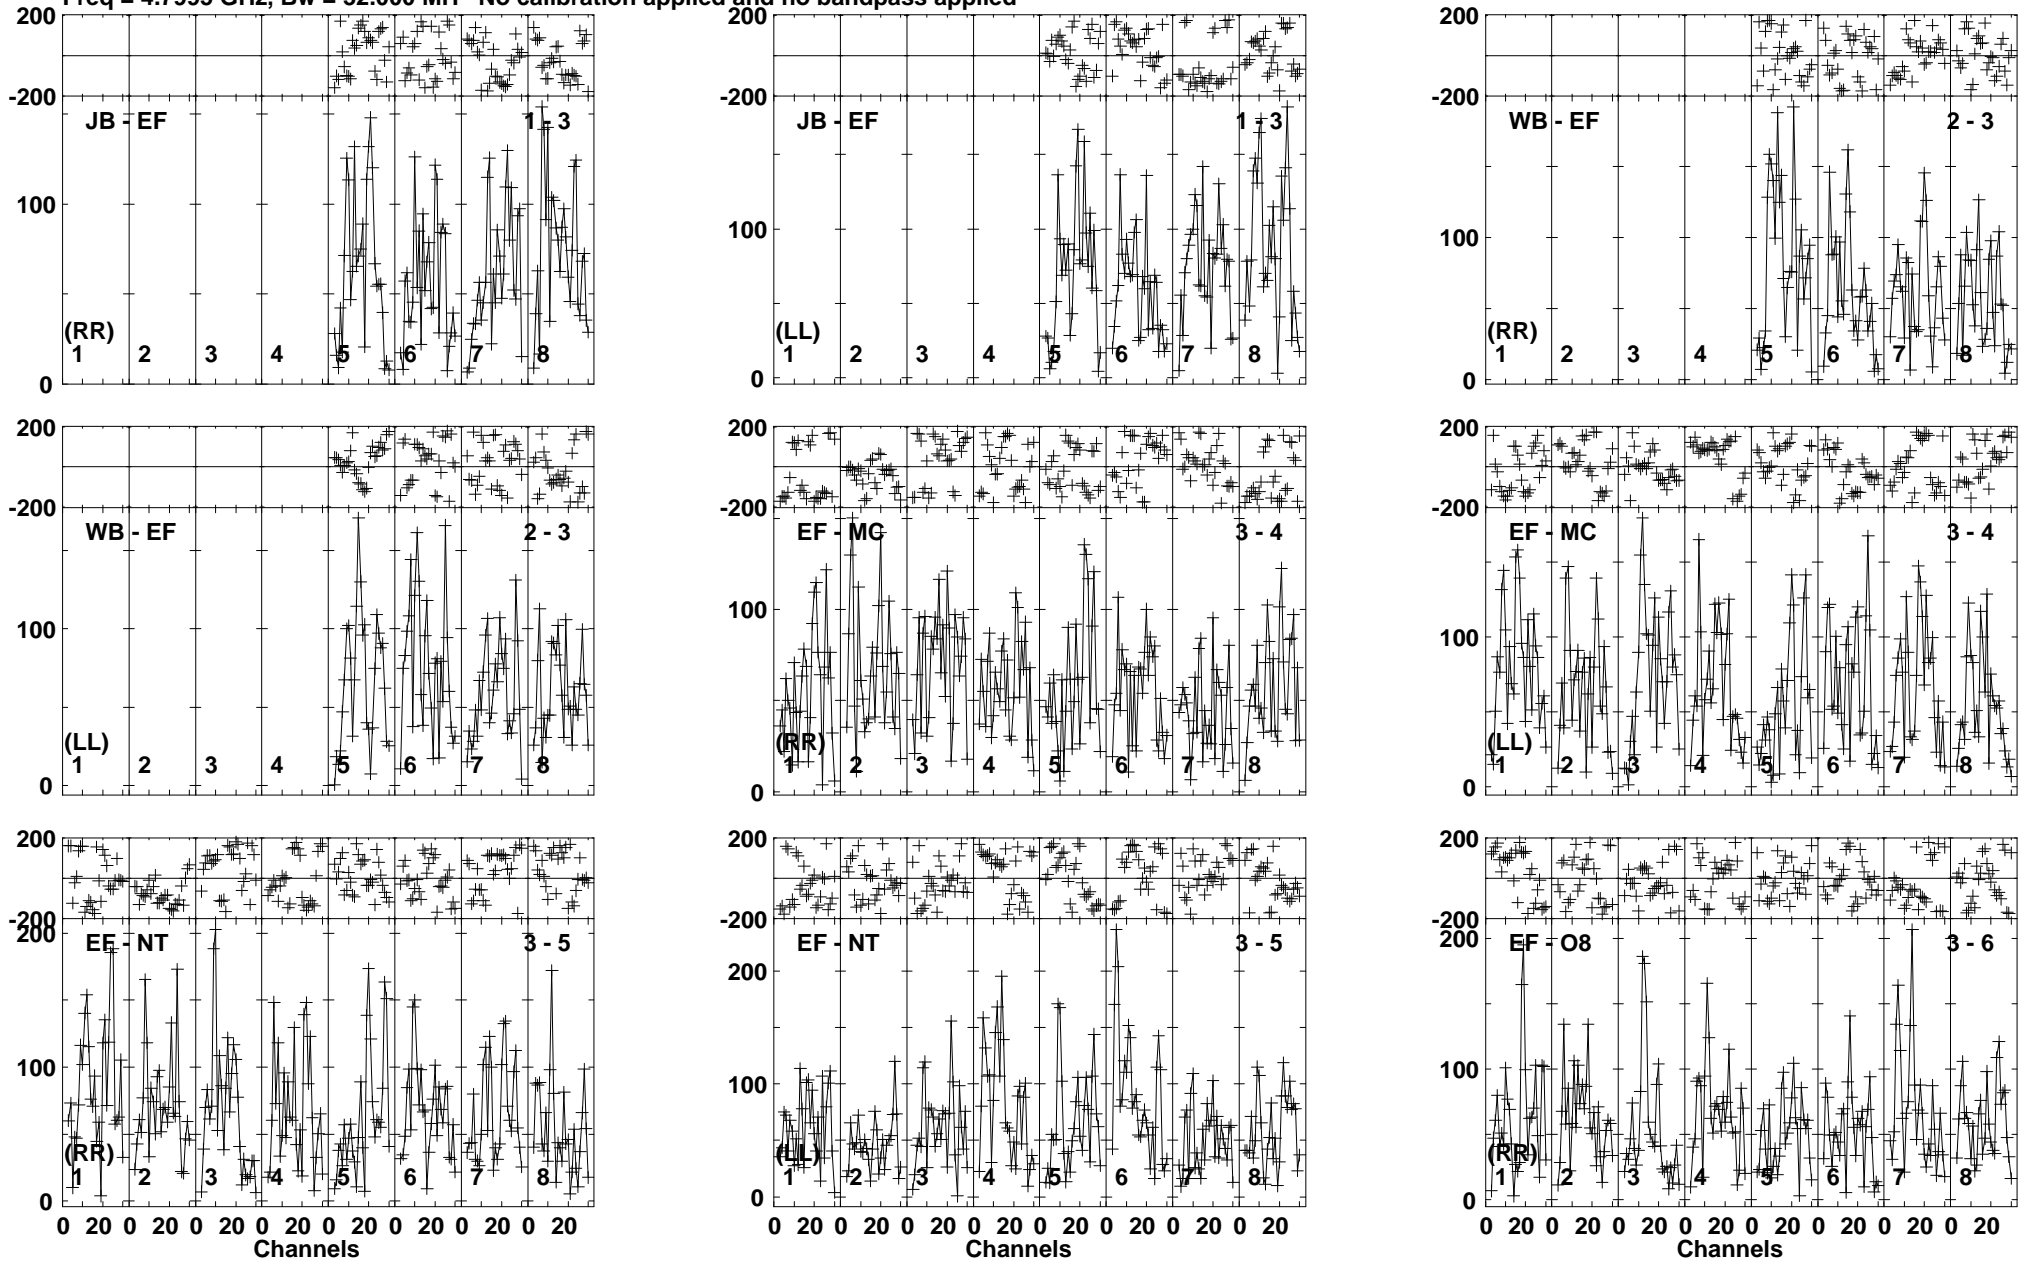 Freq = 4.7995 GHz, Bw = 32.000 MH No calibration applied and no bandpass applied
200 200 200
-200 -200 -200
JB - EF 1 - 3 JB - EF 1 - 3 WB - EF 2 - 3
100 100 100
(RR) (LL) (RR)
1 2 3 4 5 6 7 8 1 2 3 4 5 6 7 8 1 2 3 4 5 6 7 8
0 0 0
200 200 200
-200 -200 -200
WB - EF 2 - 3 EF - MC 3 - 4 EF - MC 3 - 4
100 100 100
(LL) (RR) (LL)
1 2 3 4 5 6 7 8 1 2 3 4 5 6 7 8 1 2 3 4 5 6 7 8
0 0 0
200 200 200
-200 -200 -200
200 200 200
EF - NT 3 - 5 EF - NT 3 - 5 EF - O8 3 - 6
100 100 100
(RR) (LL) (RR)
1 2 3 4 5 6 7 8 1 2 3 4 5 6 7 8 1 2 3 4 5 6 7 8
0 0 0
0 20 0 20 0 20 0 20 0 20 0 20 0 20 0 20 0 20 0 20 0 20 0 20 0 20 0 20 0 20 0 20 0 20 0 20 0 20 0 20 0 20 0 20 0 20 0 20
Channels Channels Channels